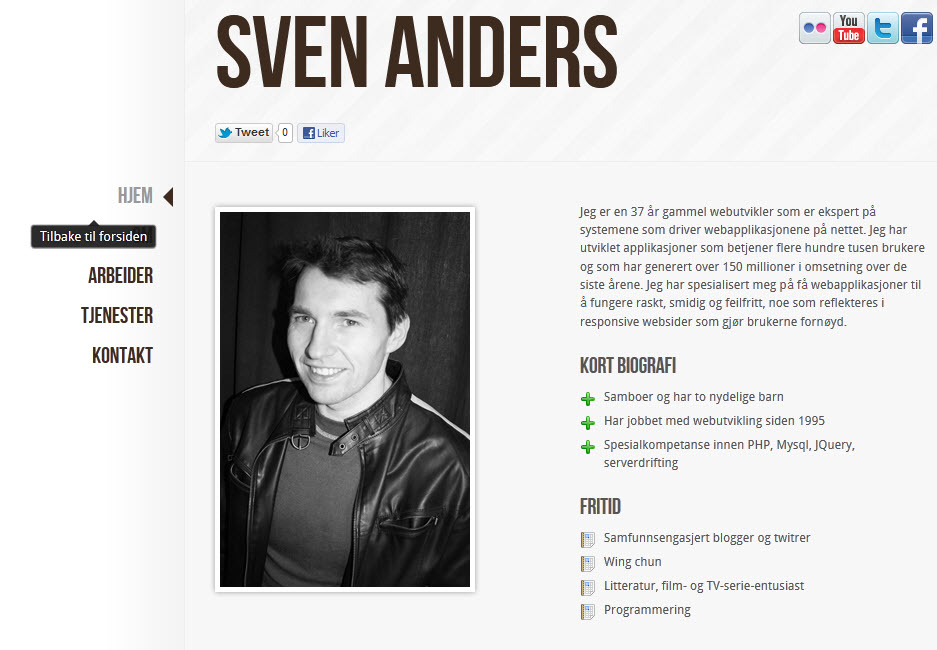 SVEN ANDERS
You
Tube
Tweet
0
Liker
HJEM
Tilbake til forsiden
ARBEIDER
TJENESTER
KONTAKT
Jeg er en 37 år gammel webutvikler som er ekspert på
systemene som driver webapplikasjonene på nettet. Jeg har
utviklet applikasjoner som betjener flere hundre tusen brukere
og som har generert over 150 millioner i omsetning over de
siste årene. Jeg har spesialisert meg på få webapplikasjoner til
å fungere raskt, smidig og feilfritt, noe som reflekteres i
responsive websider som gjør brukerne fornøyd.
KORT BIOGRAFI
Samboer og har to nydelige barn
Har jobbet med webutvikling siden 1995
Spesialkompetanse innen PHP, Mysql, JQuery,
serverdrifting
FRITID
Samfunnsengasjert blogger og twitrer
Wing chun
Litteratur, film- og TV-serie-entusiast
Programmering